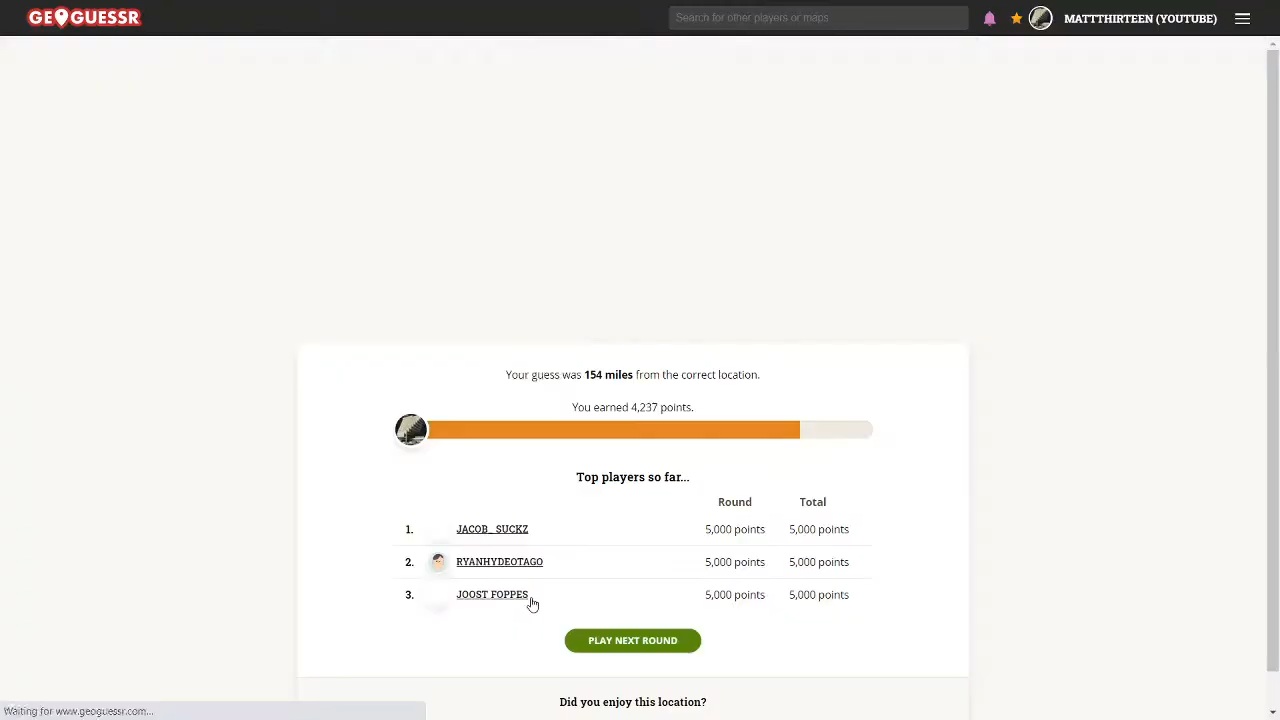 GEOGUESSR
Search for other players or maps
MATTTHIRTEEN (YOUTUBE)
Your guess was 154 miles from the correct location.
You earned 4,237 points.
Top players so far...
Round Total
1. JACOB_ SUCKZ 5,000 points 5,000 points
2. RYANHYDEOTAGO 5,000 points 5,000 points
3. JOOST FOPPES 5,000 points 5,000 points
PLAY NEXT ROUND
Did you enjoy this location?
Waiting for www.geoguessr.com...